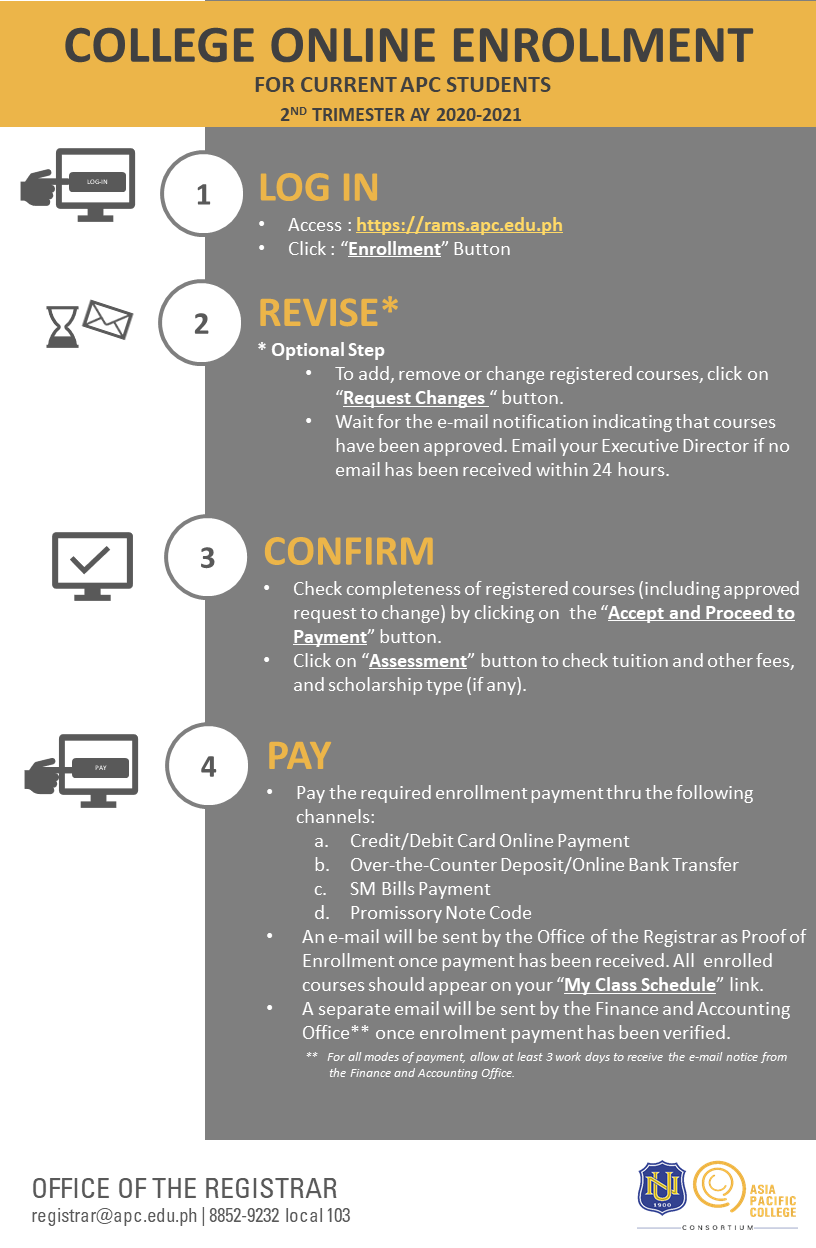 COLLEGE ONLINE ENROLLMENT
FOR CURRENT APC STUDENTS
2ND TRIMESTER AY 2020-2021
LOG-IN
1
LOG IN
• Access : https://rams.apc.edu.ph
• Click : “Enrollment” Button
2
REVISE*
* Optional Step
• To add, remove or change registered courses, click on
“Request Changes “ button.
• Wait for the e-mail notification indicating that courses
have been approved. Email your Executive Director if no
email has been received within 24 hours.
3
CONFIRM
• Check completeness of registered courses (including approved
request to change) by clicking on the “Accept and Proceed to
Payment” button.
• Click on “Assessment” button to check tuition and other fees,
and scholarship type (if any).
PAY
4
PAY
• Pay the required enrollment payment thru the following
channels:
a. Credit/Debit Card Online Payment
b. Over-the-Counter Deposit/Online Bank Transfer
c. SM Bills Payment
d. Promissory Note Code
• An e-mail will be sent by the Office of the Registrar as Proof of
Enrollment once payment has been received. All enrolled
courses should appear on your “My Class Schedule” link.
• A separate email will be sent by the Finance and Accounting
Office** once enrolment payment has been verified.
** For all modes of payment, allow at least 3 work days to receive the e-mail notice from
the Finance and Accounting Office.
OFFICE OF THE REGISTRAR
registrar@apc.edu.ph | 8852-9232 local 103
NU
1900
ASIA
PACIFIC
COLLEGE
CONSORTIUM